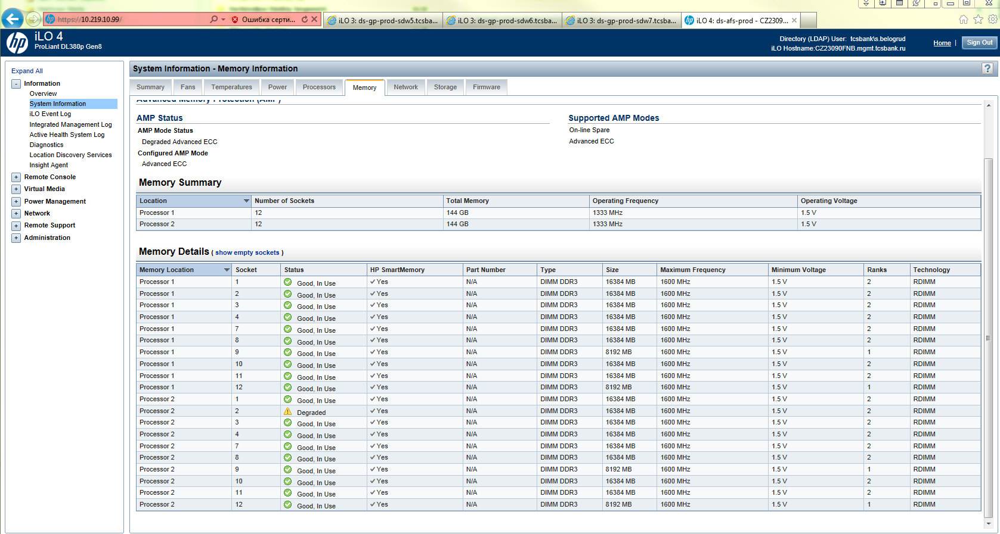 https://10.219.10.99/
Ошибка серти...
iLO 3: ds-gp-prod-sdw5.tcsba...
iLO 3: ds-gp-prod-sdw6.tcsba...
iLO 3: ds-gp-prod-sdw7.tcsba...
iLO 4: ds-afs-prod - CZ2309...
hp
iLO 4
ProLiant DL380p Gen8
Directory (LDAP) User: tcsbank\s.belogrud
iLO Hostname:CZ23090FNB.mgmt.tcsbank.ru
Home |
Sign Out
Expand All
- Information
Overview
System Information
iLO Event Log
Integrated Management Log
Active Health System Log
Diagnostics
Location Discovery Services
Insight Agent
+ Remote Console
+ Virtual Media
+ Power Management
+ Network
+ Remote Support
+ Administration
System Information - Memory Information
?
Summary Fans Temperatures Power Processors Memory Network Storage Firmware
Advanced Memory Protection (AMP)
AMP Status
AMP Mode Status
Degraded Advanced ECC
Configured AMP Mode
Advanced ECC
Supported AMP Modes
On-line Spare
Advanced ECC
Memory Summary
Location Number of Sockets Total Memory Operating Frequency Operating Voltage
Processor 1 12 144 GB 1333 MHz 1.5 V
Processor 2 12 144 GB 1333 MHz 1.5 V
Memory Details ( show empty sockets )
Memory Location Socket Status HP SmartMemory Part Number Type Size Maximum Frequency Minimum Voltage Ranks Technology
Processor 1 1 Good, In Use Yes N/A DIMM DDR3 16384 MB 1600 MHz 1.5 V 2 RDIMM
Processor 1 2 Good, In Use Yes N/A DIMM DDR3 16384 MB 1600 MHz 1.5 V 2 RDIMM
Processor 1 3 Good, In Use Yes N/A DIMM DDR3 16384 MB 1600 MHz 1.5 V 2 RDIMM
Processor 1 4 Good, In Use Yes N/A DIMM DDR3 16384 MB 1600 MHz 1.5 V 2 RDIMM
Processor 1 7 Good, In Use Yes N/A DIMM DDR3 16384 MB 1600 MHz 1.5 V 2 RDIMM
Processor 1 8 Good, In Use Yes N/A DIMM DDR3 16384 MB 1600 MHz 1.5 V 2 RDIMM
Processor 1 9 Good, In Use Yes N/A DIMM DDR3 8192 MB 1600 MHz 1.5 V 1 RDIMM
Processor 1 10 Good, In Use Yes N/A DIMM DDR3 16384 MB 1600 MHz 1.5 V 2 RDIMM
Processor 1 11 Good, In Use Yes N/A DIMM DDR3 16384 MB 1600 MHz 1.5 V 2 RDIMM
Processor 1 12 Good, In Use Yes N/A DIMM DDR3 8192 MB 1600 MHz 1.5 V 1 RDIMM
Processor 2 1 Good, In Use Yes N/A DIMM DDR3 16384 MB 1600 MHz 1.5 V 2 RDIMM
Processor 2 2 Degraded Yes N/A DIMM DDR3 16384 MB 1600 MHz 1.5 V 2 RDIMM
Processor 2 3 Good, In Use Yes N/A DIMM DDR3 16384 MB 1600 MHz 1.5 V 2 RDIMM
Processor 2 4 Good, In Use Yes N/A DIMM DDR3 16384 MB 1600 MHz 1.5 V 2 RDIMM
Processor 2 7 Good, In Use Yes N/A DIMM DDR3 16384 MB 1600 MHz 1.5 V 2 RDIMM
Processor 2 8 Good, In Use Yes N/A DIMM DDR3 16384 MB 1600 MHz 1.5 V 2 RDIMM
Processor 2 9 Good, In Use Yes N/A DIMM DDR3 8192 MB 1600 MHz 1.5 V 1 RDIMM
Processor 2 10 Good, In Use Yes N/A DIMM DDR3 16384 MB 1600 MHz 1.5 V 2 RDIMM
Processor 2 11 Good, In Use Yes N/A DIMM DDR3 16384 MB 1600 MHz 1.5 V 2 RDIMM
Processor 2 12 Good, In Use Yes N/A DIMM DDR3 8192 MB 1600 MHz 1.5 V 1 RDIMM